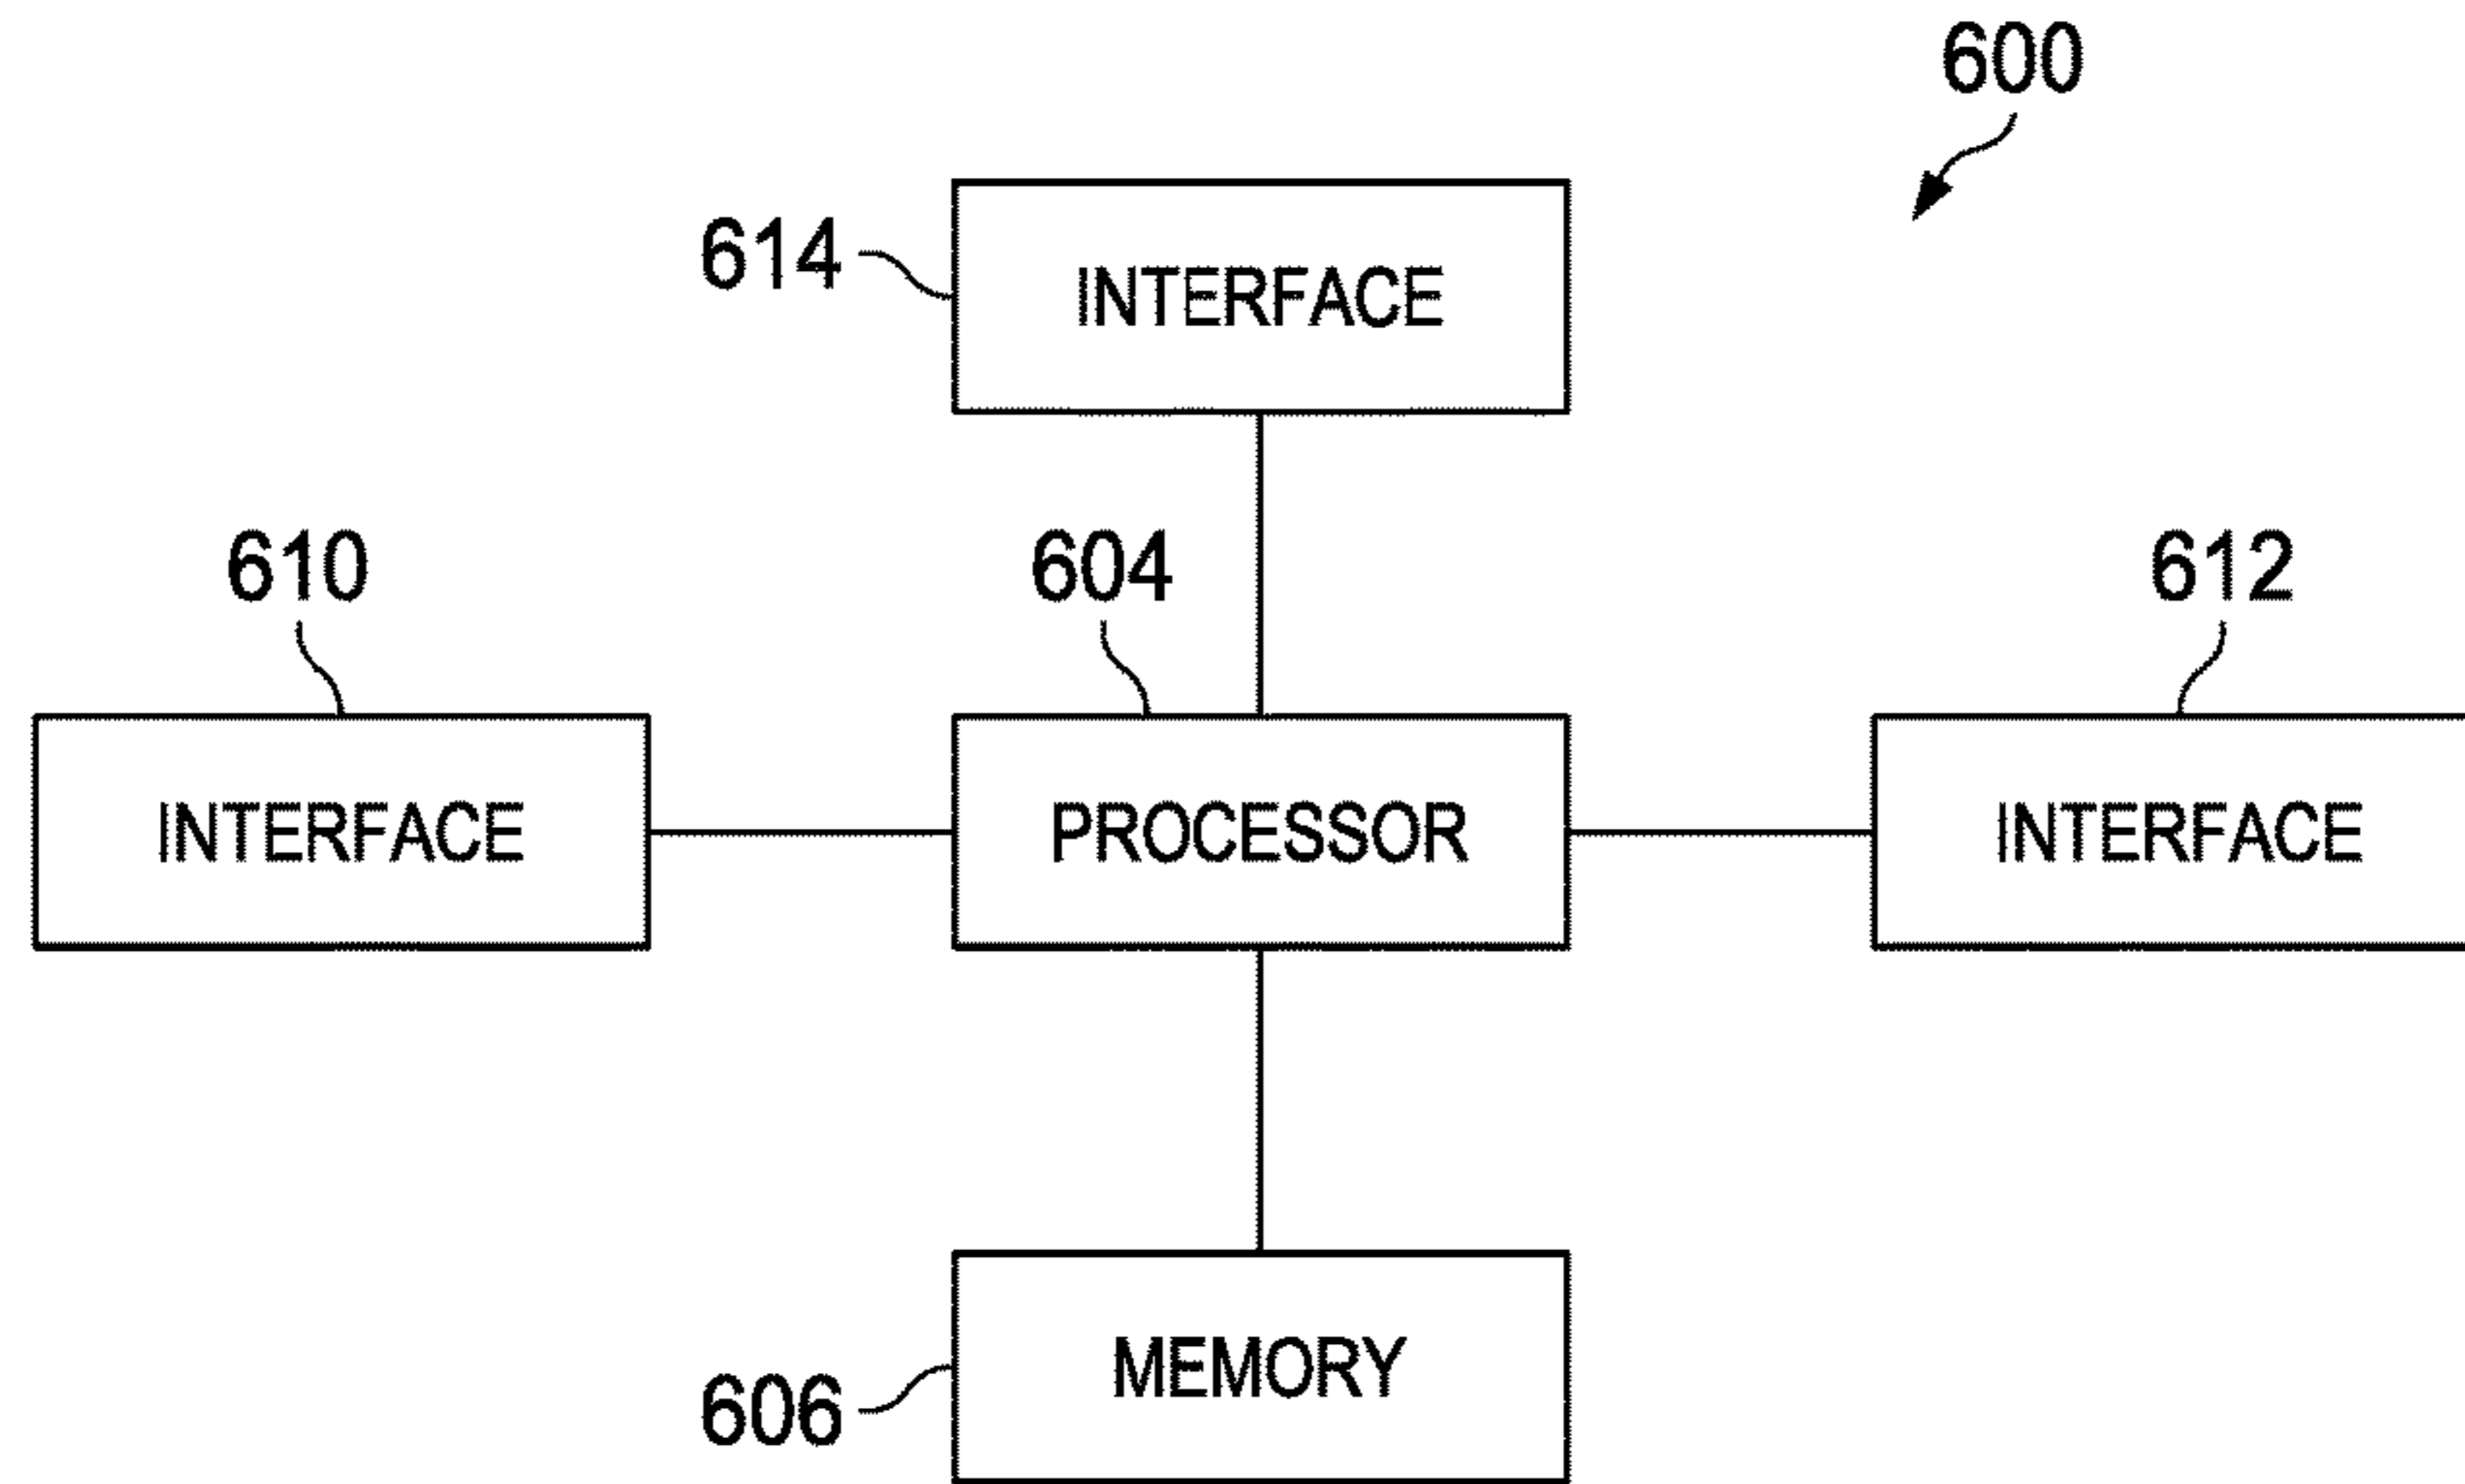 600
614
INTERFACE
610
604
612
INTERFACE
PROCESSOR
INTERFACE
MEMORY
606